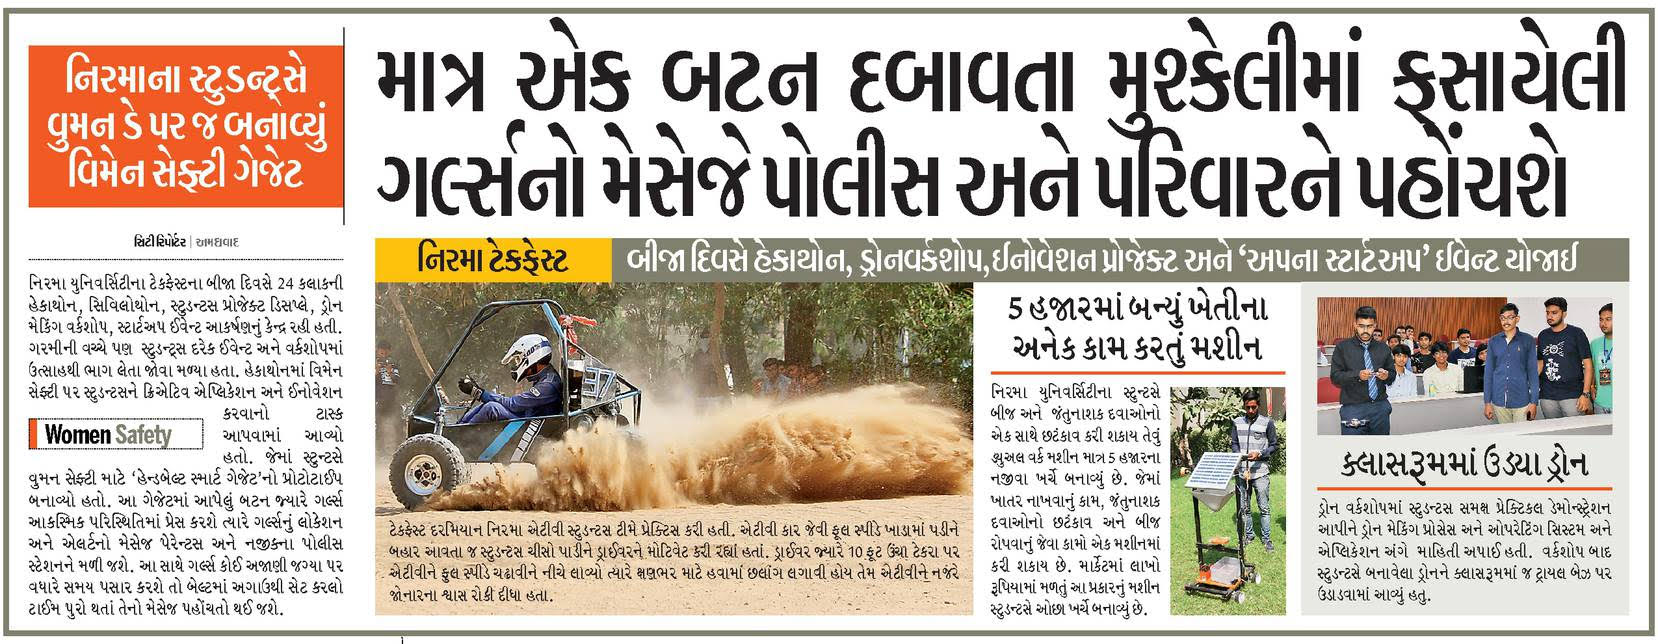 નિરમાના સ્ટુડન્ટ્સે
વુમન ડે પર જ બનાવ્યું
વિમેન સેફ્ટી ગેજેટ
સિટી રિપોર્ટર | અમદાવાદ
નિરમા યુનિવર્સિટીના ટેકફેસ્ટના બીજા દિવસે 24 કલાકની
હેકાથોન, સિવિલોથોન, સ્ટુડન્ટસ પ્રોજેક્ટ ડિસપ્લે, ડ્રોન
મેકિંગ વર્કશોપ, સ્ટાર્ટઅપ ઈવેન્ટ આકર્ષણનું કેન્દ્ર રહી હતી.
ગરમીની વચ્ચે પણ સ્ટુડન્ટ્સ દરેક ઈવેન્ટ અને વર્કશોપમાં
ઉત્સાહથી ભાગ લેતા જોવા મળ્યા હતા. હેકાથોનમાં વિમેન
સેફ્ટી પર સ્ટુડન્ટસને ક્રિએટિવ એપ્લિકેશન અને ઈનોવેશન
કરવાનો ટાસ્ક
Women Safety
આપવામાં આવ્યો
હતો. જેમાં સ્ટુન્ટસે
વુમન સેફ્ટી માટે ‘હેન્ડબેલ્ટ સ્માર્ટ ગેજેટ’નો પ્રોટોટાઈપ
બનાવ્યો હતો. આ ગેજેટમાં આપેલું બટન જ્યારે ગર્લ્સ
આકસ્મિક પરિસ્થિતિમાં પ્રેસ કરશે ત્યારે ગર્લ્સનું લોકેશન
અને એલર્ટનો મેસેજ પેરેન્ટસ અને નજીકના પોલીસ
સ્ટેશનને મળી જશે. આ સાથે ગર્લ્સ કોઈ અજાણી જગ્યા પર
વધારે સમય પસાર કરશે તો બેલ્ટમાં અગાઉથી સેટ કરલો
ટાઈમ પુરો થતાં તેનો મેસેજ પહોંચતો થઈ જશે.
માત્ર એક બટન દબાવતા મુશ્કેલીમાં ફસાયેલી
ગર્લ્સનો મેસેજે પોલીસ અને પરિવારને પહોંચશે
નિરમા ટેકફેસ્ટ
બીજા દિવસે હેકાથોન, ડ્રોનવર્કશોપ,ઈનોવેશન પ્રોજેક્ટ અને ‘અપના સ્ટાર્ટઅપ’ ઈવેન્ટ યોજાઈ
ટેકફેસ્ટ દરમિયાન નિરમા એટીવી સ્ટુડન્ટસ ટીમે પ્રેક્ટિસ કરી હતી. એટીવી કાર જેવી ફૂલ સ્પીડે ખાડામાં પડીને
બહાર આવતા જ સ્ટુડન્ટસ ચીસો પાડીને ડ્રાઈવરને મોટિવેટ કરી રહ્યાં હતાં. ડ્રાઈવર જ્યારે 10 ફૂટ ઉંચા ટેકરા પર
એટીવીને ફુલ સ્પીડે ચઢાવીને નીચે લાવ્યો ત્યારે ક્ષણભર માટે હવામાં છલાંગ લગાવી હોય તેમ એટીવીને નજરે
જોનારના શ્વાસ રોકી દીધા હતા.
5 હજારમાં બન્યું ખેતીના
અનેક કામ કરતું મશીન
નિરમા યુનિવર્સિટીના સ્ટુન્ટસે
બીજ અને જંતુનાશક દવાઓનો
એક સાથે છટંકાવ કરી શકાય તેવું
ડ્યુઅલ વર્ક મશીન માત્ર 5 હજારના
નજીવા ખર્ચે બનાવ્યું છે. જેમાં
ખાતર નાખવાનું કામ, જંતુનાશક
દવાઓનો છટકાવ અને બીજ
રોપવાનું જેવા કામો એક મશીનમાં
કરી શકાય છે. માર્કેટમાં લાખો
રૂપિયામાં મળતું આ પ્રકારનું મશીન
સ્ટુડન્ટસે ઓછા ખર્ચે બનાવ્યું છે.
ક્લાસરૂમમાં ઉડ્યા ડ્રોન
ડ્રોન વર્કશોપમાં સ્ટુડન્ટસ સમક્ષ પ્રેક્ટિકલ ડેમોન્સ્ટ્રેશન
આપીને ડ્રોન મેકિંગ પ્રોસેસ અને ઓપરેટિંગ સિસ્ટમ અને
એપ્લિકેશન અંગે માહિતી અપાઈ હતી. વર્કશોપ બાદ
સ્ટુડન્ટસે બનાવેલા ડ્રોનને ક્લાસરૂમમાં જ ટ્રાયલ બેઝ પર
ઉડાડવામાં આવ્યું હતુ.